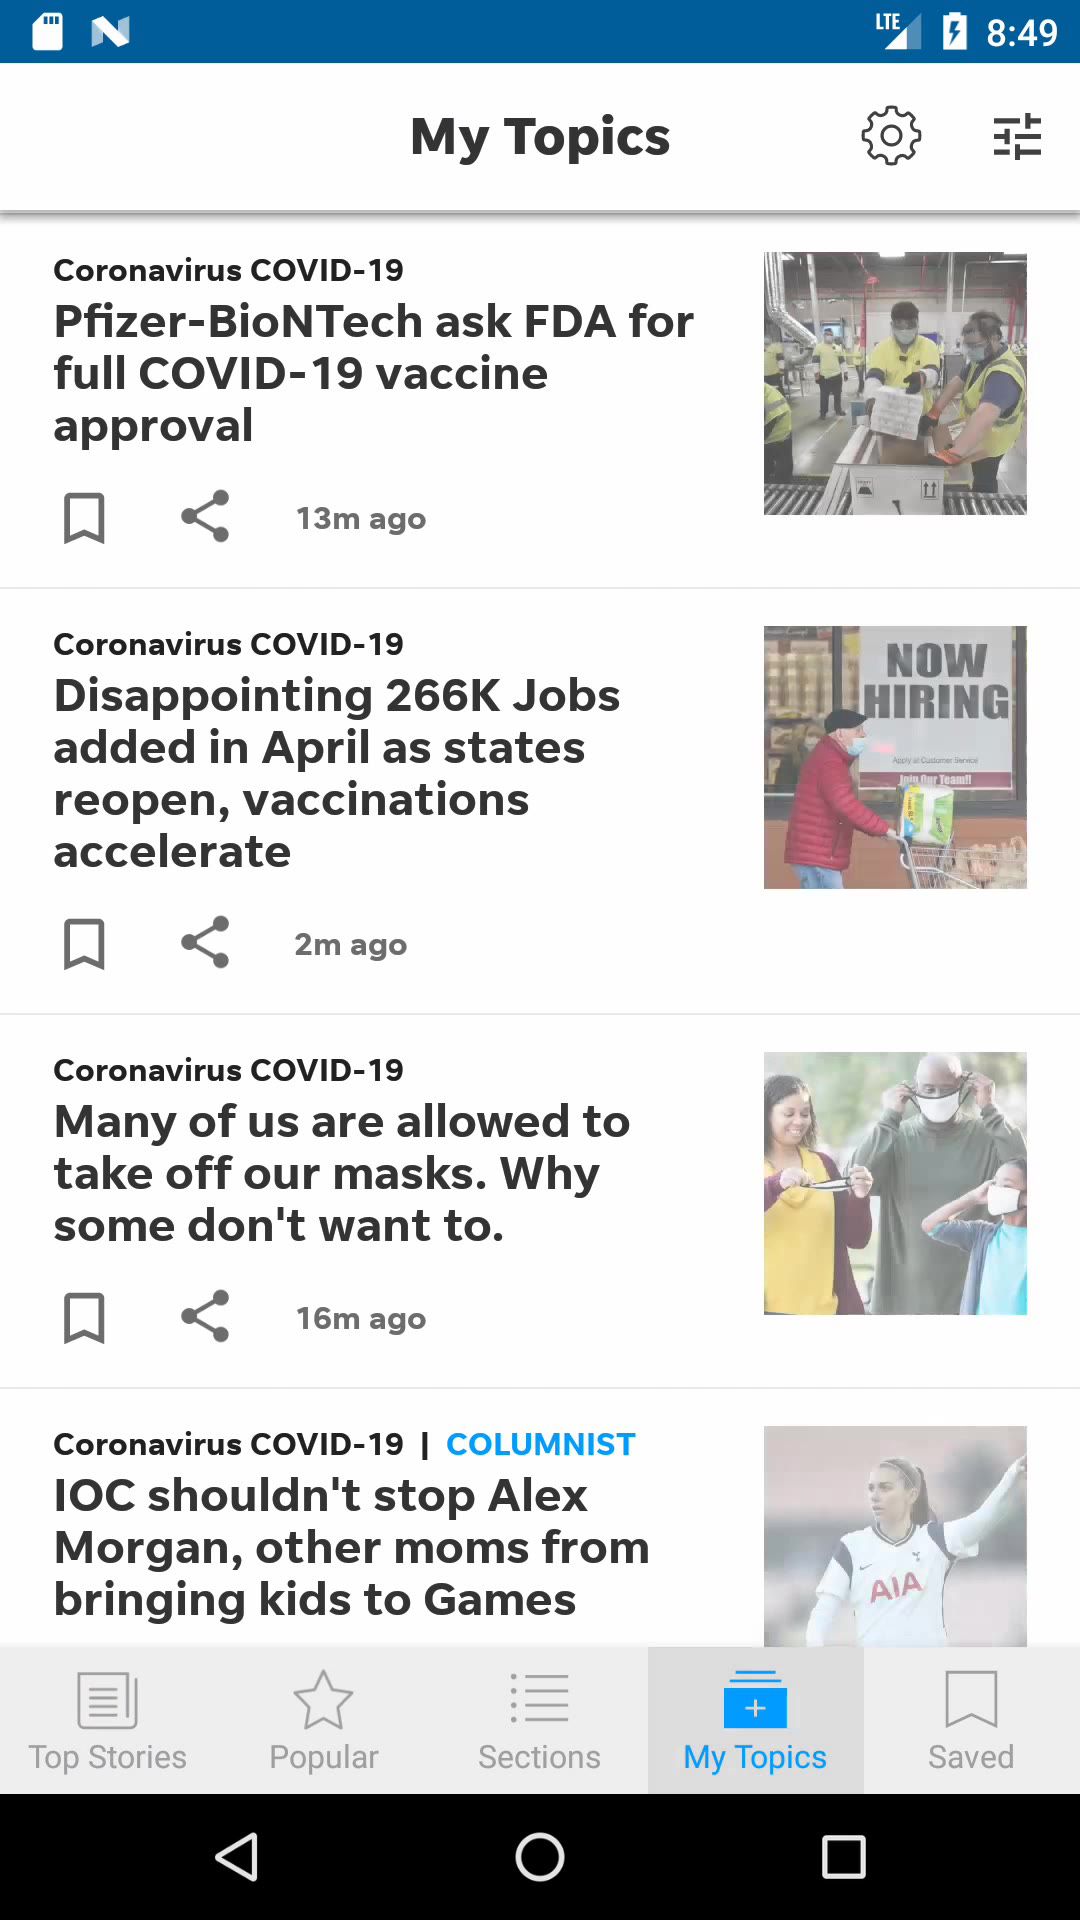 LTE 8:49
My Topics
Coronavirus COVID-19
Pfizer-BioNTech ask FDA for
full COVID-19 vaccine
approval
13m ago
Coronavirus COVID-19
Disappointing 266K Jobs
added in April as states
reopen, vaccinations
accelerate
NOW
HIRING
Apply at Customer Service
Join Our Team!!
2m ago
Coronavirus COVID-19
Many of us are allowed to
take off our masks. Why
some don't want to.
16m ago
Coronavirus COVID-19 | COLUMNIST
IOC shouldn't stop Alex
Morgan, other moms from
bringing kids to Games
AIA
Top Stories
Popular
Sections
My Topics
Saved